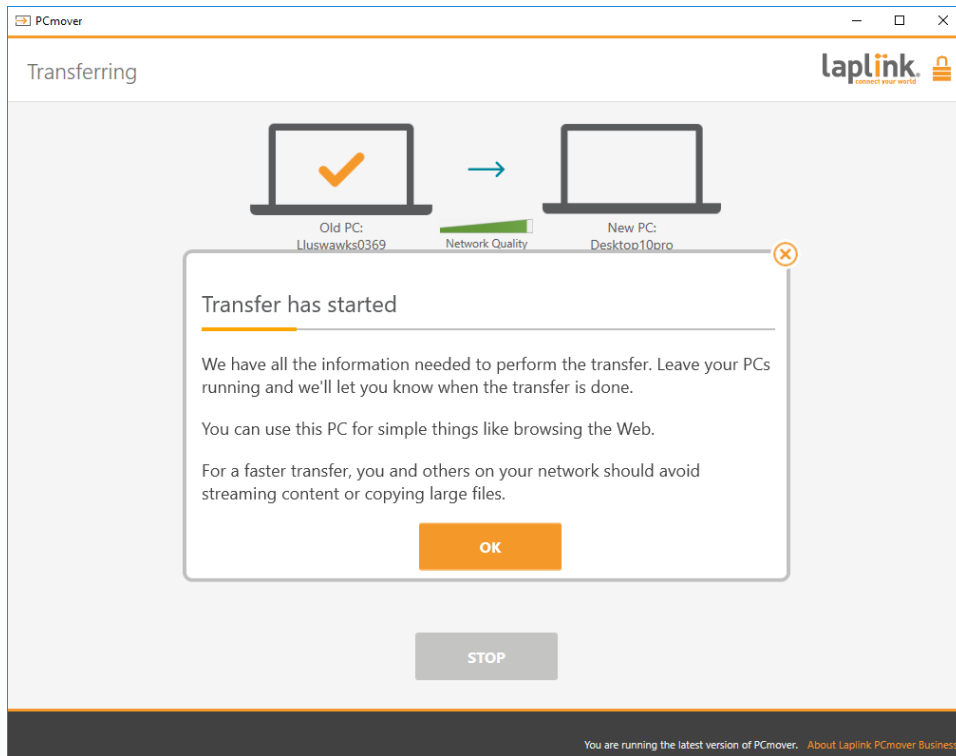 PCmover
Transferring
laplink.
connect your world
Old PC:
Lluswawks0369
Network Quality
New PC:
Desktop10pro
Transfer has started
We have all the information needed to perform the transfer. Leave your PCs
running and we'll let you know when the transfer is done.
You can use this PC for simple things like browsing the Web.
For a faster transfer, you and others on your network should avoid
streaming content or copying large files.
OK
STOP
You are running the latest version of PCmover. About Laplink PCmover Business